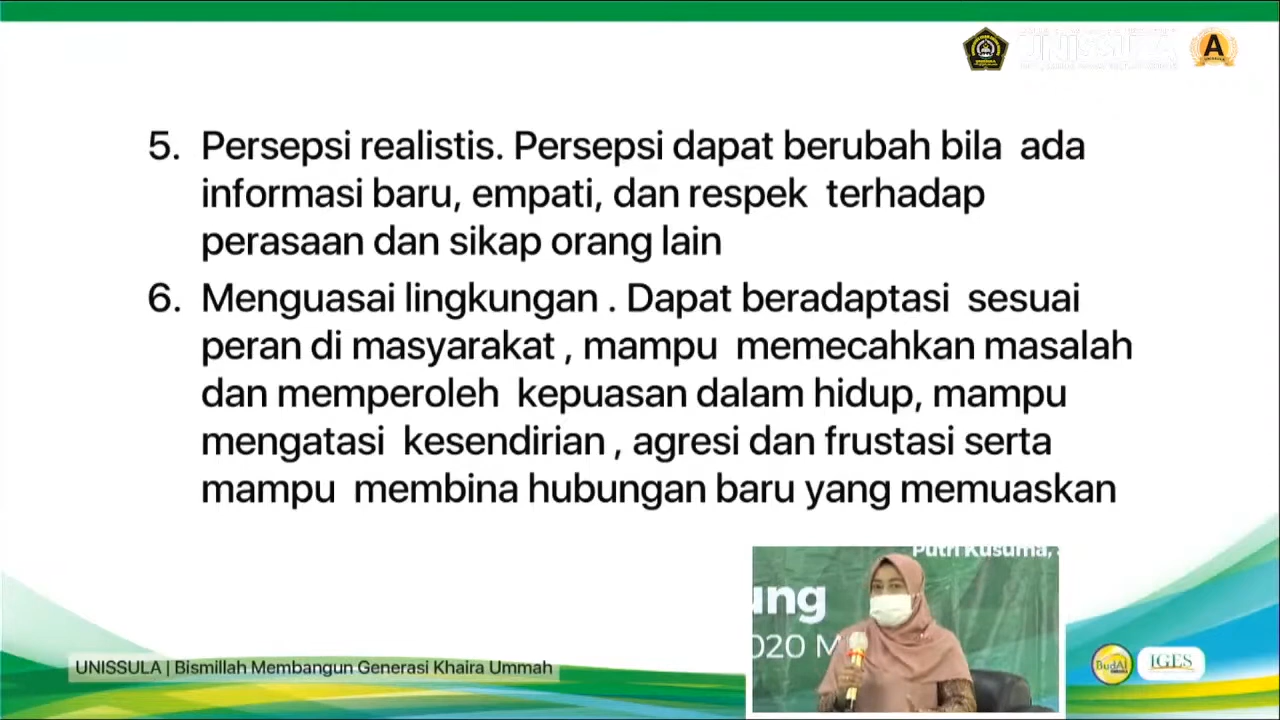 UNISSULA
A
5. Persepsi realistis. Persepsi dapat berubah bila ada
informasi baru, empati, dan respek terhadap
perasaan dan sikap orang lain
6. Menguasai lingkungan . Dapat beradaptasi sesuai
peran di masyarakat , mampu memecahkan masalah
dan memperoleh kepuasan dalam hidup, mampu
mengatasi kesendirian , agresi dan frustasi serta
mampu membina hubungan baru yang memuaskan
Putri Kusuma,
ung
020 M
UNISSULA | Bismillah Membangun Generasi Khaira Ummah
BudAI
IGES